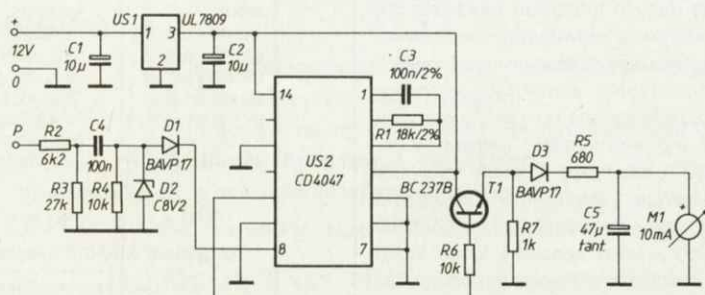 +
12V
0
C1
10µ
US1
UL7809
1
3
2
C2
10µ
C3
100n/2%
R1 18k/2%
14
1
US2
CD4047
8
7
P
R2
6k2
C4
100n
D1
BAVP17
R3
27k
R4
10k
D2
C8V2
BC237B
T1
R6
10k
D3
BAVP17
R5
680
R7
1k
C5
47µ
tant.
M1
10mA